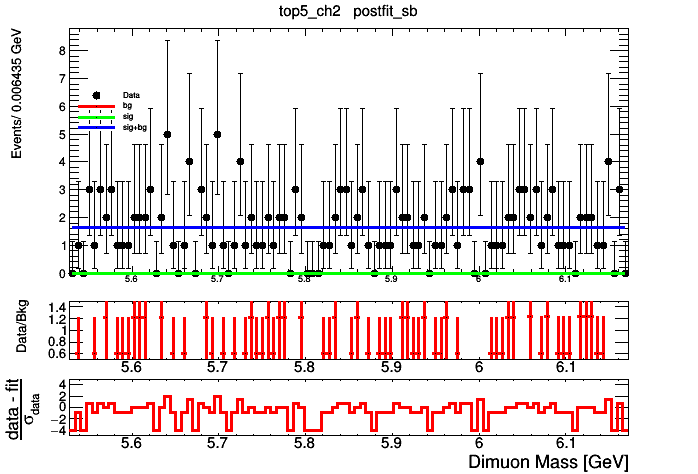 top5_ch2 postfit_sb
Events/ 0.006435 GeV
8
7
6
5
4
3
2
1
0
Data
bg
sig
sig+bg
5.6 5.7 5.8 5.9 6 6.1
Data/Bkg
1.4
1.2
1
0.8
0.6
5.6 5.7 5.8 5.9 6 6.1
data - fit
σdata
4
2
0
−2
−4
5.6 5.7 5.8 5.9 6 6.1
Dimuon Mass [GeV]